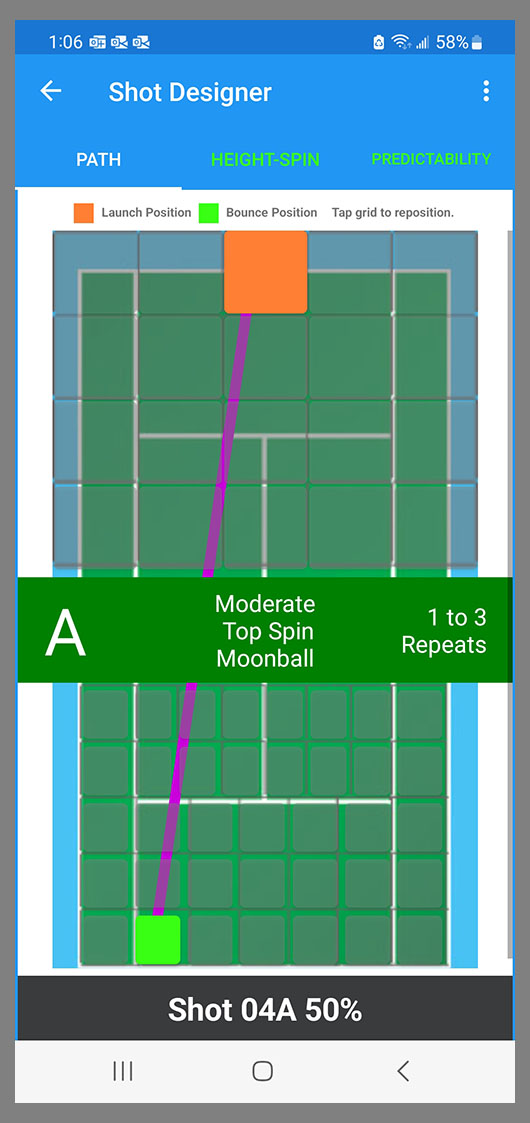 1:06 58%
Shot Designer
PATH HEIGHT-SPIN PREDICTABILITY
Launch Position Bounce Position Tap grid to reposition.
A
Moderate
Top Spin
Moonball
1 to 3
Repeats
Shot 04A 50%